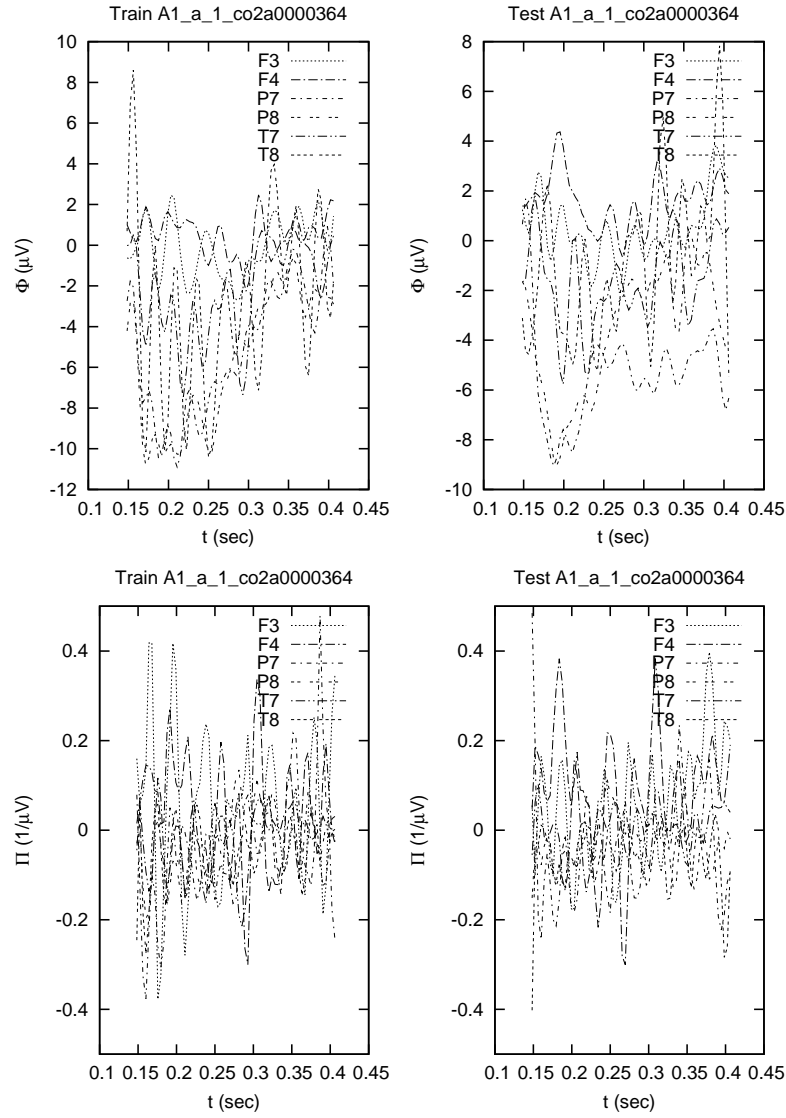 Train A1_a_1_co2a0000364
Φ (μV)
10
8
6
4
2
0
-2
-4
-6
-8
-10
-12
F3
F4
P7
P8
T7
T8
0.1 0.15 0.2 0.25 0.3 0.35 0.4 0.45
t (sec)
Test A1_a_1_co2a0000364
Φ (μV)
8
6
4
2
0
-2
-4
-6
-8
-10
F3
F4
P7
P8
T7
T8
0.1 0.15 0.2 0.25 0.3 0.35 0.4 0.45
t (sec)
Train A1_a_1_co2a0000364
Π (1/μV)
0.4
0.2
0
-0.2
-0.4
F3
F4
P7
P8
T7
T8
0.1 0.15 0.2 0.25 0.3 0.35 0.4 0.45
t (sec)
Test A1_a_1_co2a0000364
Π (1/μV)
0.4
0.2
0
-0.2
-0.4
F3
F4
P7
P8
T7
T8
0.1 0.15 0.2 0.25 0.3 0.35 0.4 0.45
t (sec)